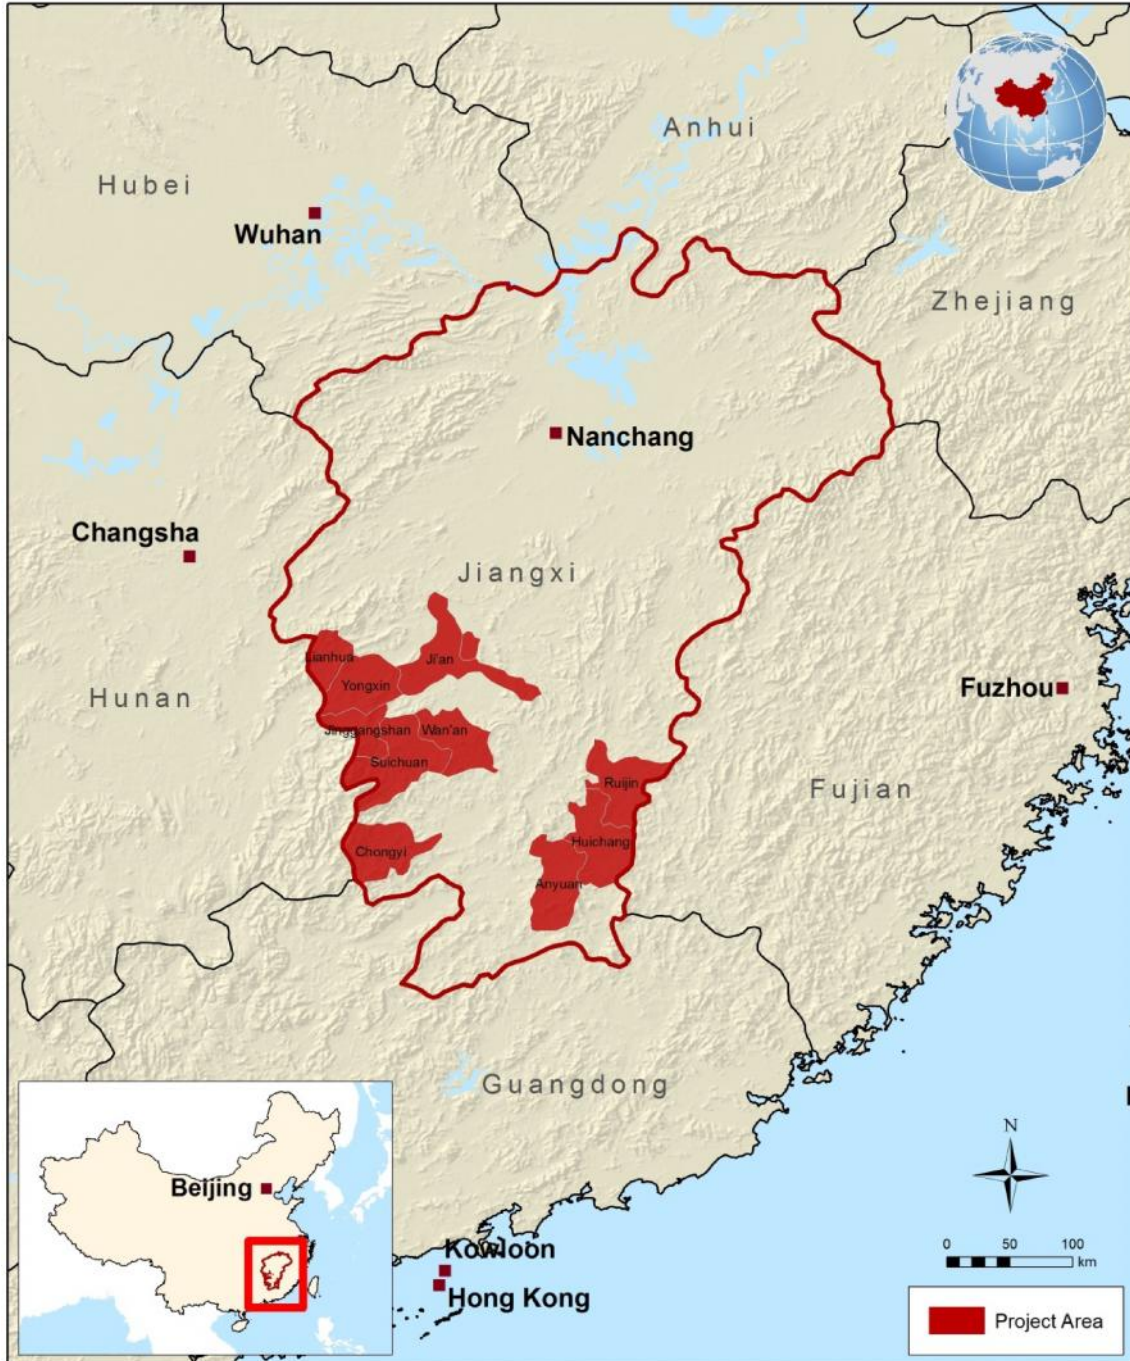 Anhui
Hubei
Wuhan
Zhejiang
Nanchang
Changsha
Jiangxi
Lianhua
Ji'an
Yongxin
Hunan
Fuzhou
Jinggangshan
Wan'an
Suichuan
Ruijin
Fujian
Huichang
Chongyi
Anyuan
Guangdong
N
Beijing
0 50 100
km
Kowloon
Hong Kong
Project Area